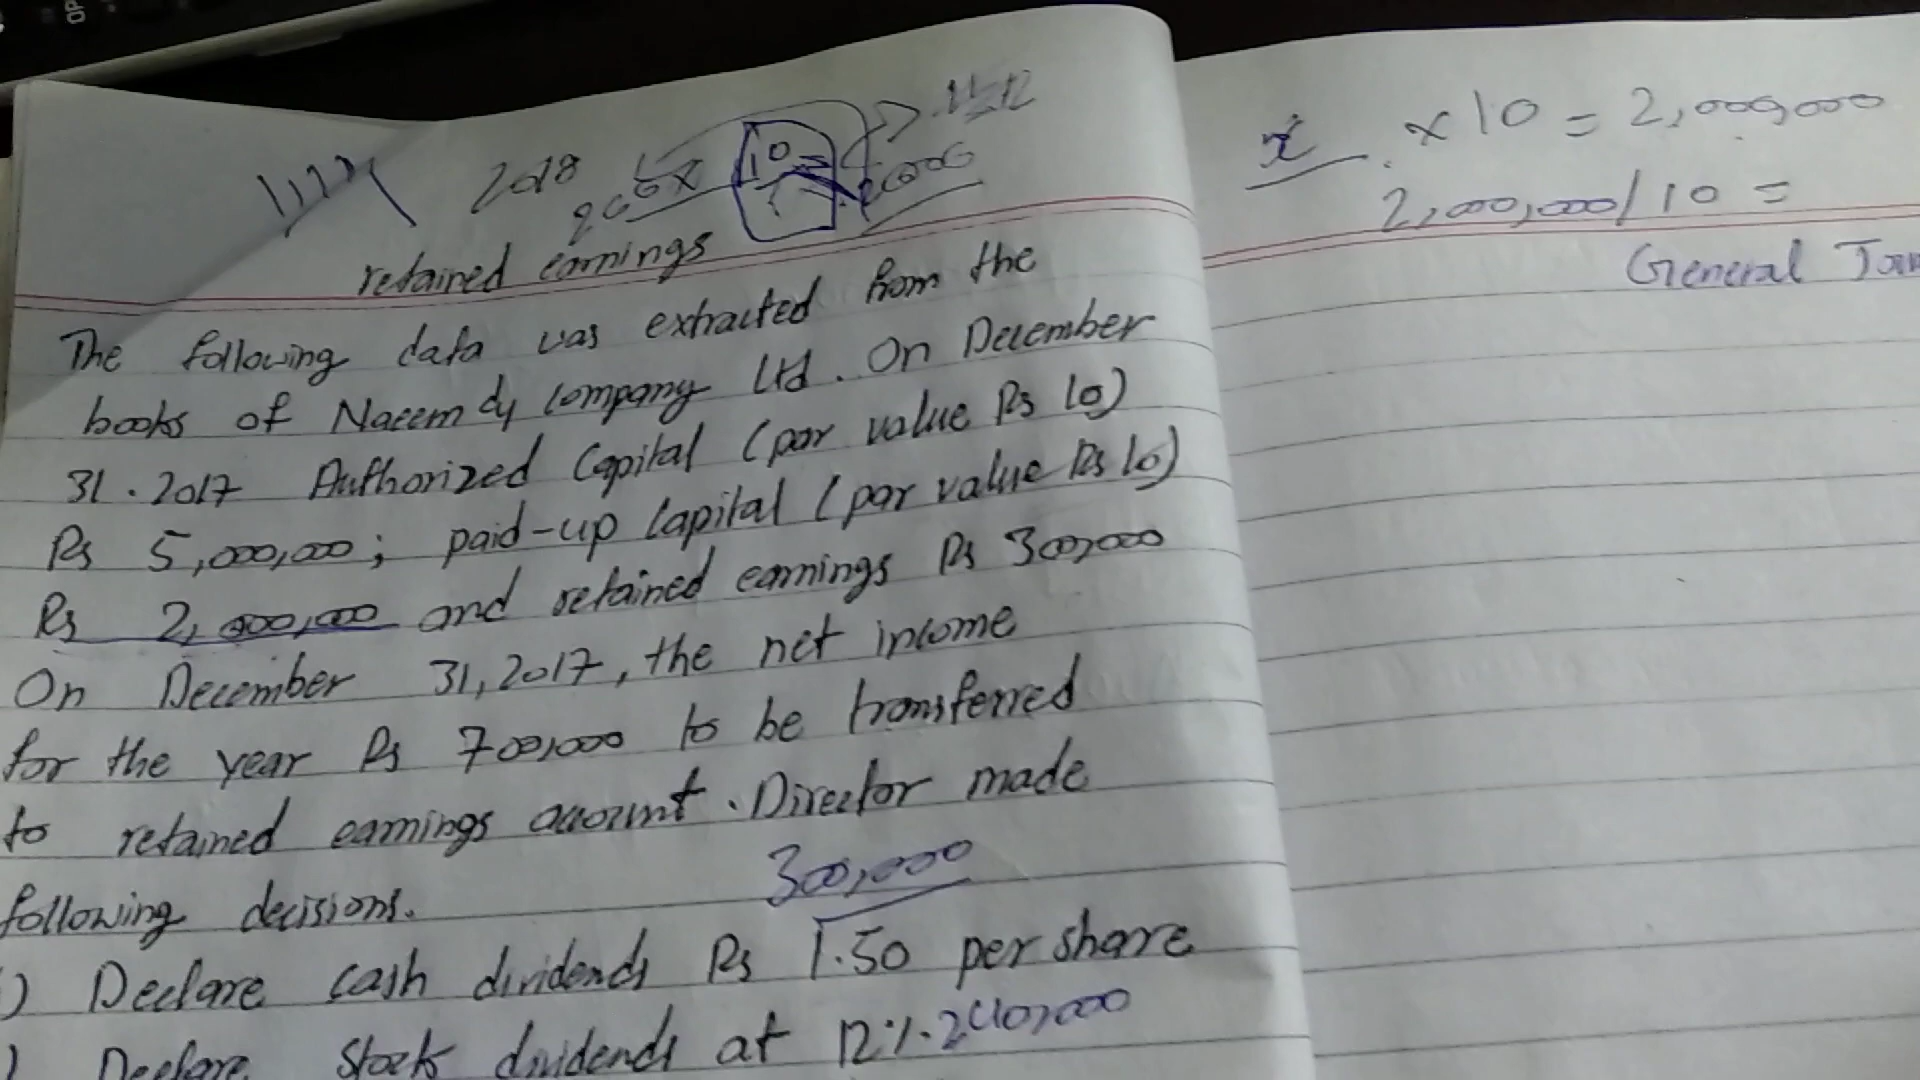 2018
10
retained earnings
The following data was extracted from the
books of Naeem dy company Ltd. On December
31. 2017 Authorized Capital (par value Rs 10)
Rs 5,000,000; paid-up capital (par value Rs 10)
Rs 2,000,000 and retained earnings Rs 300,000
On December 31, 2017, the net income
for the year Rs 700,000 to be transferred
to retained earnings account. Director made
following decisions.
300,000
) Declare cash dividends Rs 1.50 per share
) Declare Stock dividends at 12%. 240,000
x × 10 = 2,000,000
2,000,000/10 =
General Jou